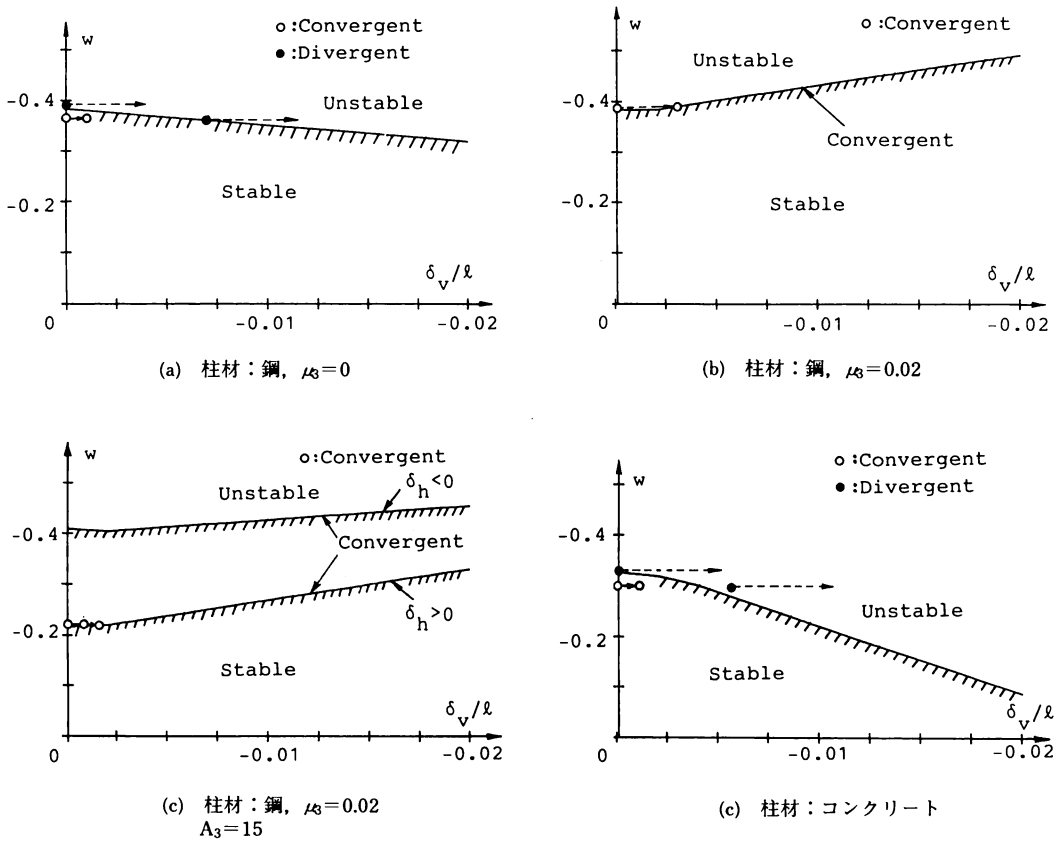 w
○:Convergent
●:Divergent
Unstable
-0.4
Stable
-0.2
δv/ℓ
0
-0.01
-0.02
(a) 柱材：鋼，μ3=0
w
○:Convergent
Unstable
-0.4
Convergent
-0.2
Stable
δv/ℓ
0
-0.01
-0.02
(b) 柱材：鋼，μ3=0.02
w
○:Convergent
Unstable
δh<0
-0.4
Convergent
δh>0
-0.2
Stable
δv/ℓ
0
-0.01
-0.02
(c) 柱材：鋼，μ3=0.02
A3=15
w
○:Convergent
●:Divergent
-0.4
Unstable
-0.2
Stable
δv/ℓ
0
-0.01
-0.02
(c) 柱材：コンクリート